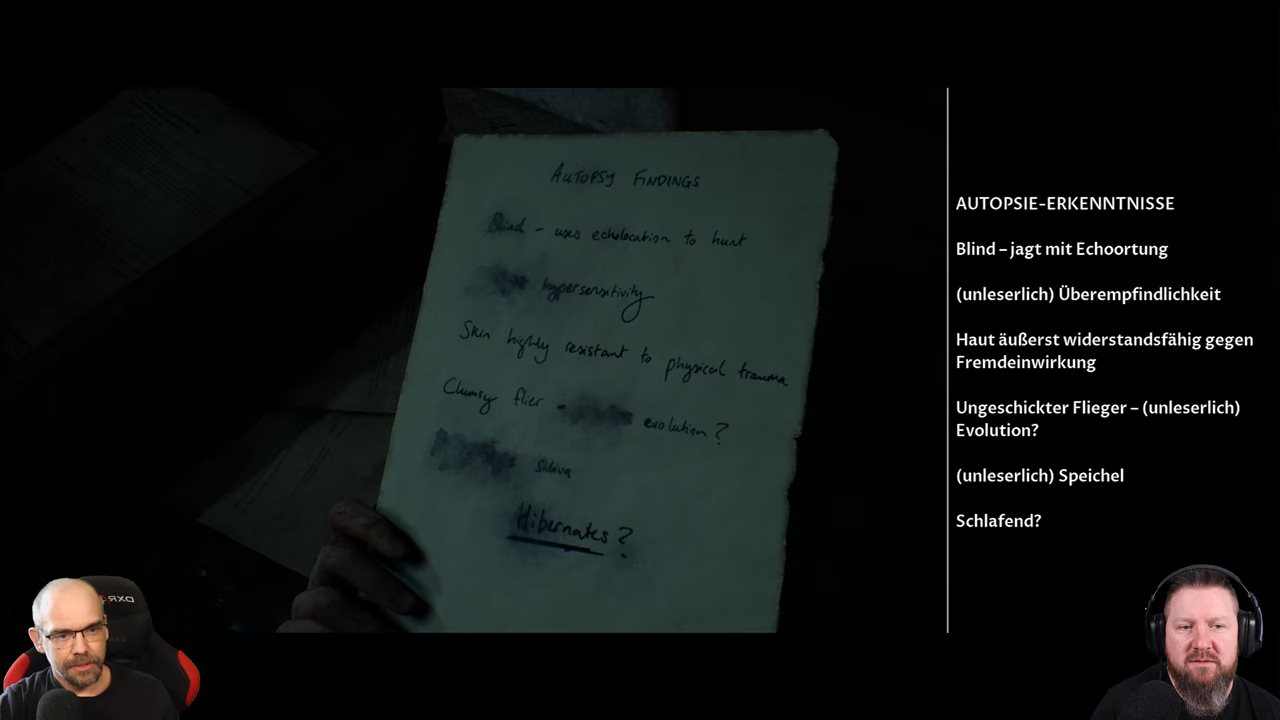 AUTOPSY FINDINGS
Blind - uses echolocation to hunt
hypersensitivity
Skin highly resistant to physical trauma
Clumsy flier - evolution?
saliva
Hibernates?
AUTOPSIE-ERKENNTNISSE
Blind – jagt mit Echoortung
(unleserlich) Überempfindlichkeit
Haut äußerst widerstandsfähig gegen
Fremdeinwirkung
Ungeschickter Flieger – (unleserlich)
Evolution?
(unleserlich) Speichel
Schlafend?